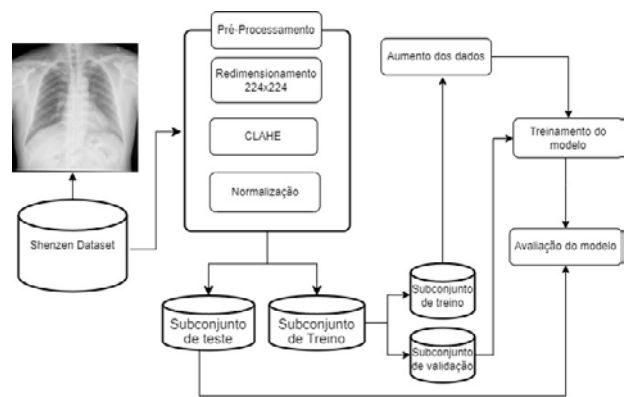 Pré-Processamento
Redimensionamento
224x224
CLAHE
Normalização
Shenzen Dataset
Subconjunto
de teste
Subconjunto
de Treino
Subconjunto
de treino
Subconjunto
de validação
Aumento dos dados
Treinamento do
modelo
Avaliação do modelo